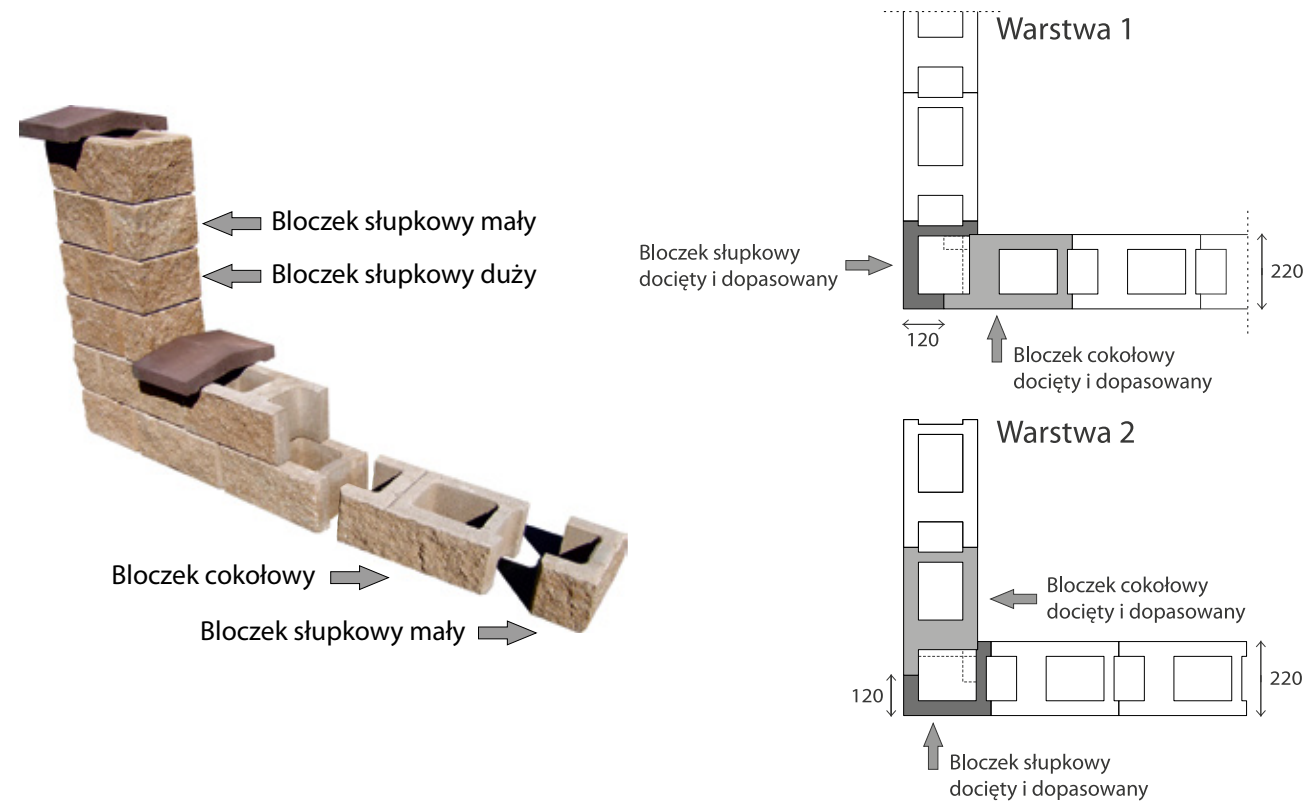 Bloczek słupkowy mały
Bloczek słupkowy duży
Bloczek cokołowy
Bloczek słupkowy mały
Warstwa 1
Bloczek słupkowy
docięty i dopasowany
220
120
Bloczek cokołowy
docięty i dopasowany
Warstwa 2
Bloczek cokołowy
docięty i dopasowany
220
120
Bloczek słupkowy
docięty i dopasowany